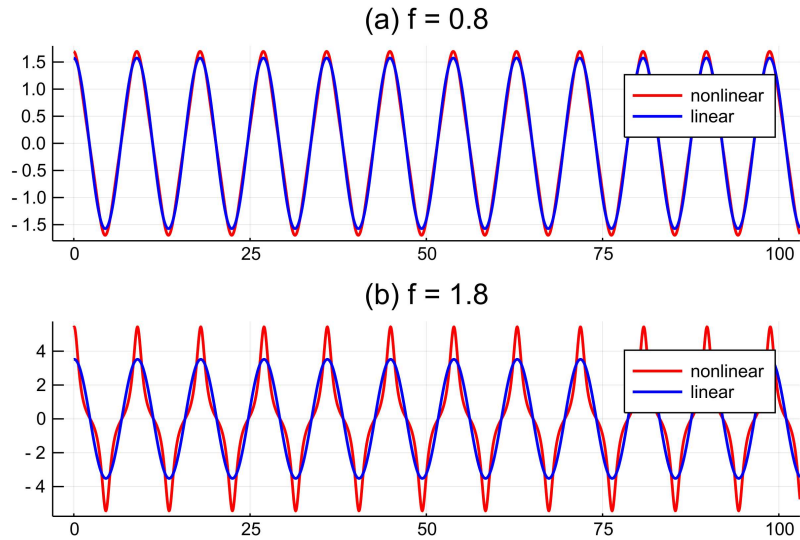 (a) f = 0.8
1.5
1.0
0.5
0.0
- 0.5
- 1.0
- 1.5
nonlinear
linear
0 25 50 75 100
(b) f = 1.8
4
2
0
- 2
- 4
nonlinear
linear
0 25 50 75 100